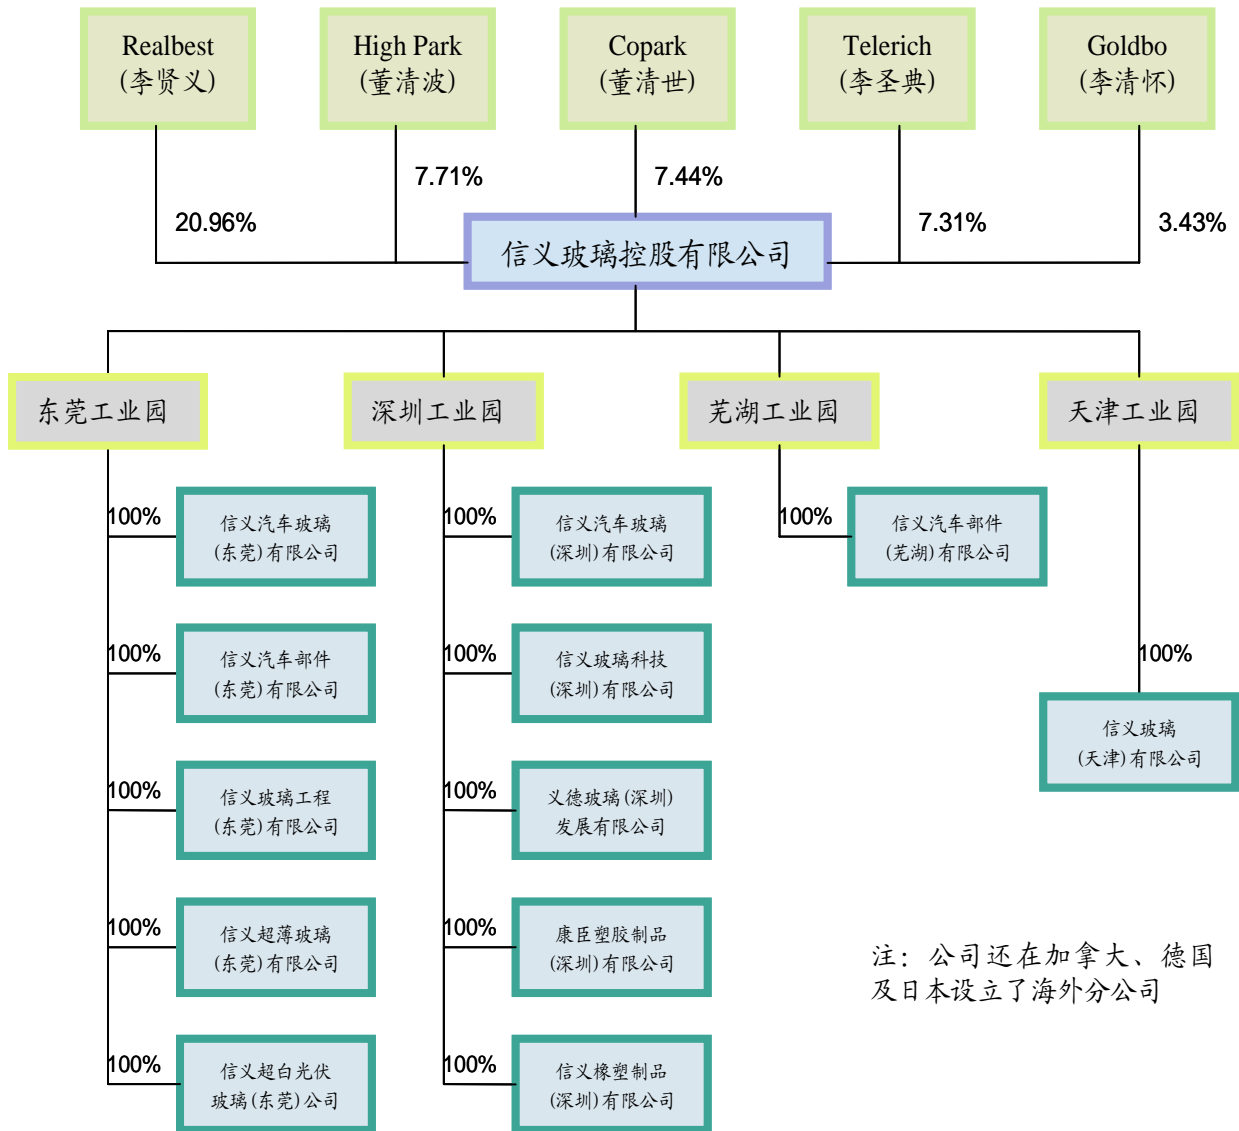 Realbest
(李贤义)
High Park
(董清波)
Copark
(董清世)
Telerich
(李圣典)
Goldbo
(李清怀)
20.96%
7.71%
7.44%
7.31%
3.43%
信义玻璃控股有限公司
东莞工业园
深圳工业园
芜湖工业园
天津工业园
100%
信义汽车玻璃
(东莞)有限公司
100%
信义汽车玻璃
(深圳)有限公司
100%
信义汽车部件
(芜湖)有限公司
100%
信义汽车部件
(东莞)有限公司
100%
信义玻璃科技
(深圳)有限公司
100%
信义玻璃
(天津)有限公司
100%
信义玻璃工程
(东莞)有限公司
100%
义德玻璃(深圳)
发展有限公司
100%
信义超薄玻璃
(东莞)有限公司
100%
康臣塑胶制品
(深圳)有限公司
注：公司还在加拿大、德国
及日本设立了海外分公司
100%
信义超白光伏
玻璃(东莞)公司
100%
信义橡塑制品
(深圳)有限公司